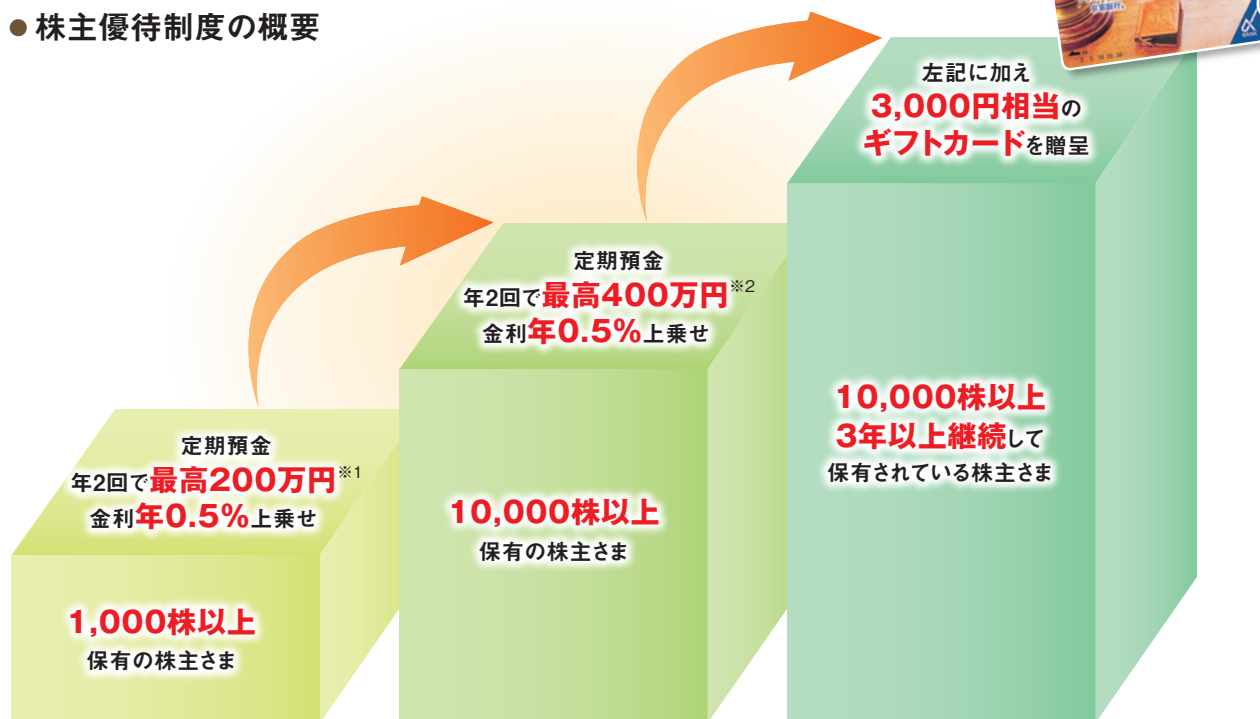 ●株主優待制度の概要
左記に加え
3,000円相当の
ギフトカードを贈呈
定期預金
年2回で最高400万円※2
金利年0.5%上乗せ
10,000株以上
3年以上継続して
保有されている株主さま
定期預金
年2回で最高200万円※1
金利年0.5%上乗せ
10,000株以上
保有の株主さま
1,000株以上
保有の株主さま
BANK